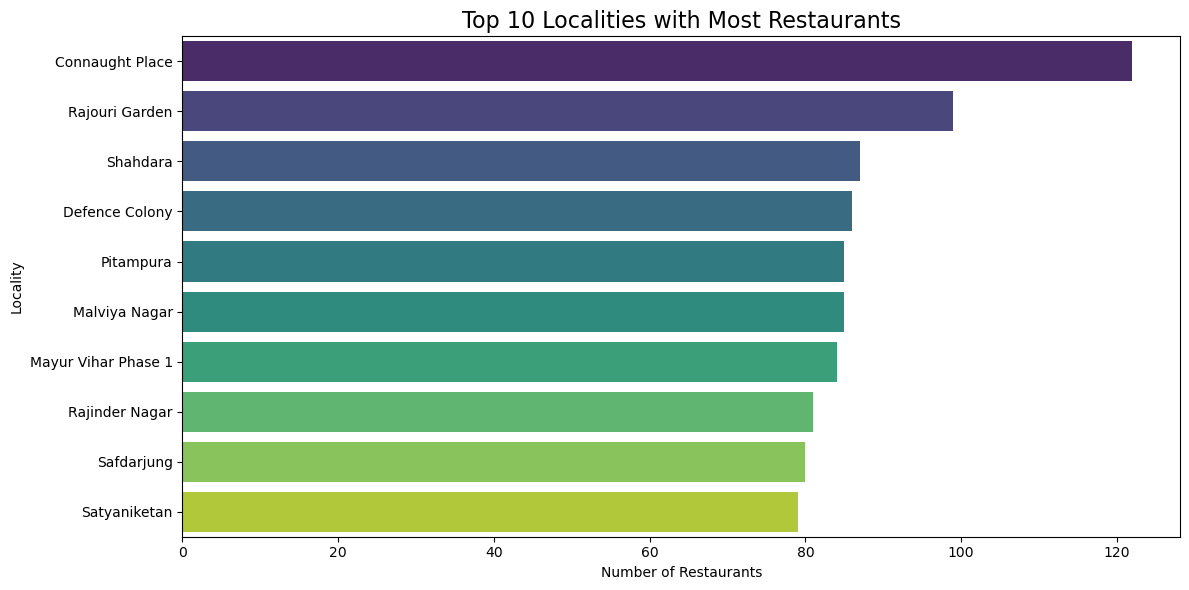 Top 10 Localities with Most Restaurants
Locality
Connaught Place
Rajouri Garden
Shahdara
Defence Colony
Pitampura
Malviya Nagar
Mayur Vihar Phase 1
Rajinder Nagar
Safdarjung
Satyaniketan
0 20 40 60 80 100 120
Number of Restaurants